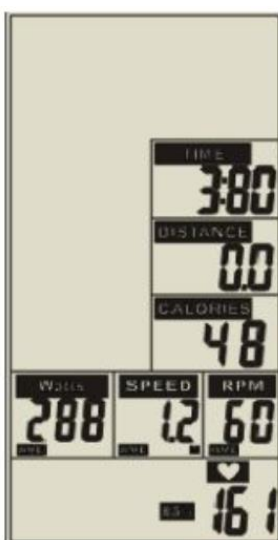 TIME
3:80
DISTANCE
0.0
CALORIES
48
Watts SPEED RPM
288 1.2 60
161